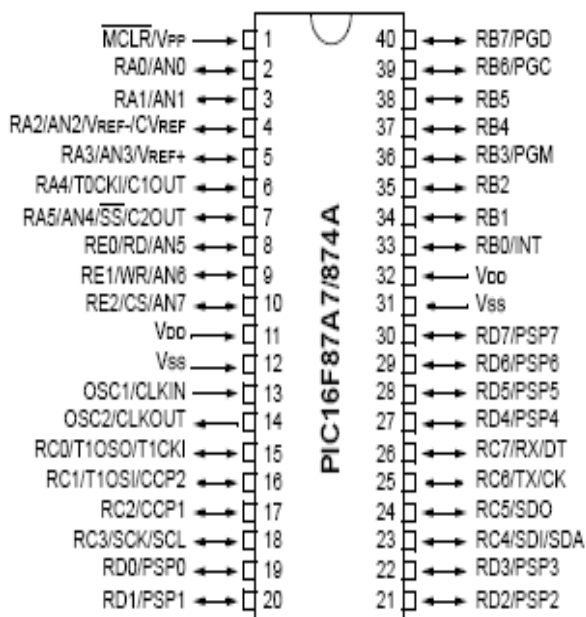 MCLR/VPP 1
RA0/AN0 2
RA1/AN1 3
RA2/AN2/VREF-/CVREF 4
RA3/AN3/VREF+ 5
RA4/T0CKI/C1OUT 6
RA5/AN4/SS/C2OUT 7
RE0/RD/AN5 8
RE1/WR/AN6 9
RE2/CS/AN7 10
VDD 11
VSS 12
OSC1/CLKIN 13
OSC2/CLKOUT 14
RC0/T1OSO/T1CKI 15
RC1/T1OSI/CCP2 16
RC2/CCP1 17
RC3/SCK/SCL 18
RD0/PSP0 19
RD1/PSP1 20
PIC16F87A7/874A
40 RB7/PGD
39 RB6/PGC
38 RB5
37 RB4
36 RB3/PGM
35 RB2
34 RB1
33 RB0/INT
32 VDD
31 VSS
30 RD7/PSP7
29 RD6/PSP6
28 RD5/PSP5
27 RD4/PSP4
26 RC7/RX/DT
25 RC6/TX/CK
24 RC5/SDO
23 RC4/SDI/SDA
22 RD3/PSP3
21 RD2/PSP2